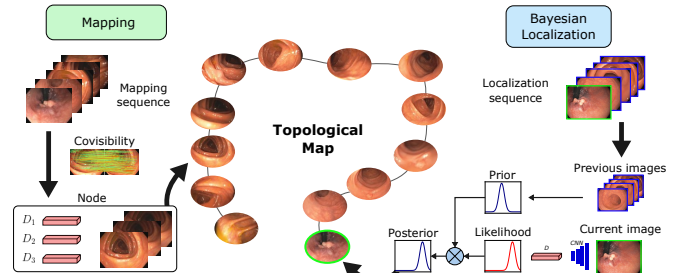 Mapping
Mapping
sequence
Covisibility
Node
D1
D2
D3
Topological
Map
Bayesian
Localization
Localization
sequence
Previous images
Prior
Posterior
Likelihood
D
CNN
Current image